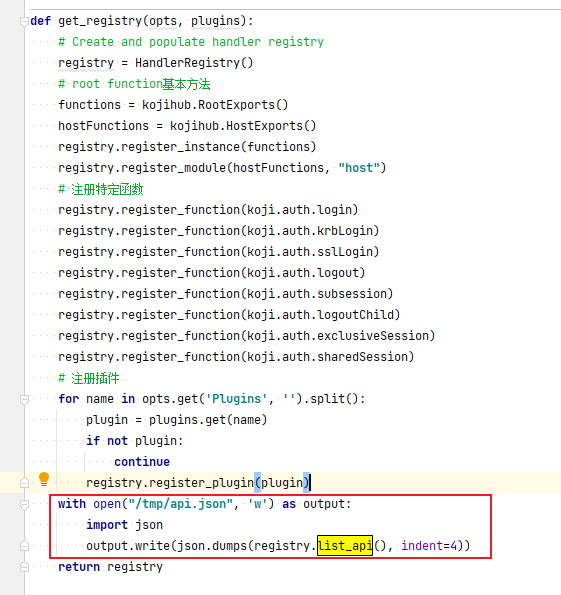 def get_registry(opts, plugins):
    # Create and populate handler registry
    registry = HandlerRegistry()
    # root function基本方法
    functions = kojihub.RootExports()
    hostFunctions = kojihub.HostExports()
    registry.register_instance(functions)
    registry.register_module(hostFunctions, "host")
    # 注册特定函数
    registry.register_function(koji.auth.login)
    registry.register_function(koji.auth.krbLogin)
    registry.register_function(koji.auth.sslLogin)
    registry.register_function(koji.auth.logout)
    registry.register_function(koji.auth.subsession)
    registry.register_function(koji.auth.logoutChild)
    registry.register_function(koji.auth.exclusiveSession)
    registry.register_function(koji.auth.sharedSession)
    # 注册插件
    for name in opts.get('Plugins', '').split():
        plugin = plugins.get(name)
        if not plugin:
            continue
        registry.register_plugin(plugin)
    with open("/tmp/api.json", 'w') as output:
        import json
        output.write(json.dumps(registry.list_api(), indent=4))
    return registry